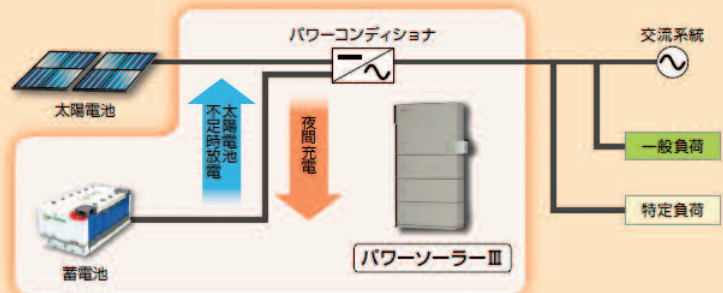 パワーコンディショナ
交流系統
太陽電池
太陽電池
不定時放電
夜間充電
一般負荷
特定負荷
蓄電池
パワーソーラーⅢ